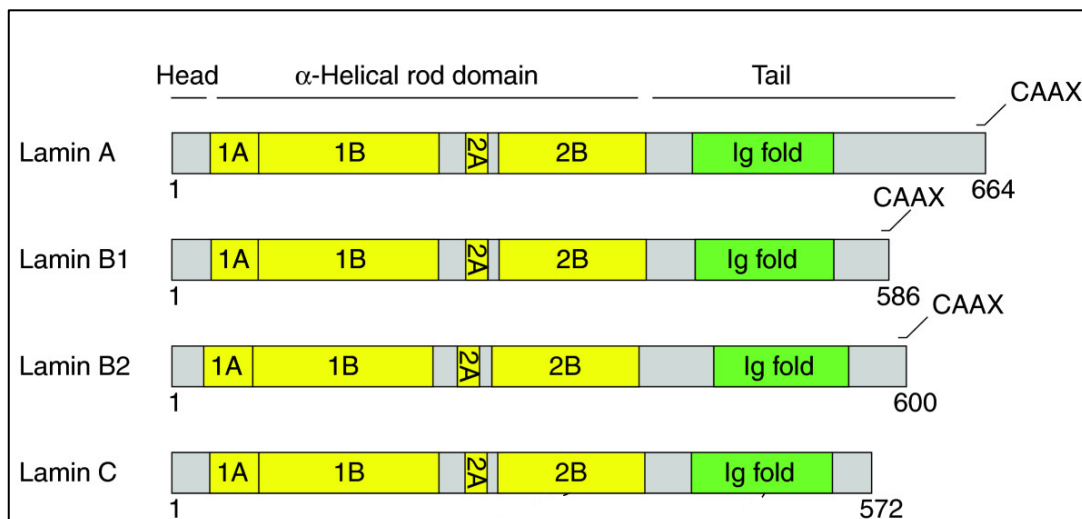 Head α-Helical rod domain Tail
CAAX
Lamin A 1A 1B 2A 2B Ig fold
1 664
CAAX
Lamin B1 1A 1B 2A 2B Ig fold
1 586
CAAX
Lamin B2 1A 1B 2A 2B Ig fold
1 600
Lamin C 1A 1B 2A 2B Ig fold
1 572